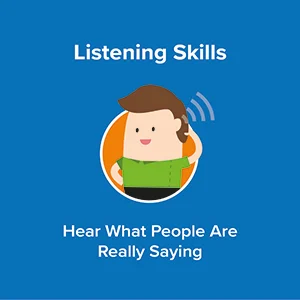 Listening Skills
Hear What People Are
Really Saying